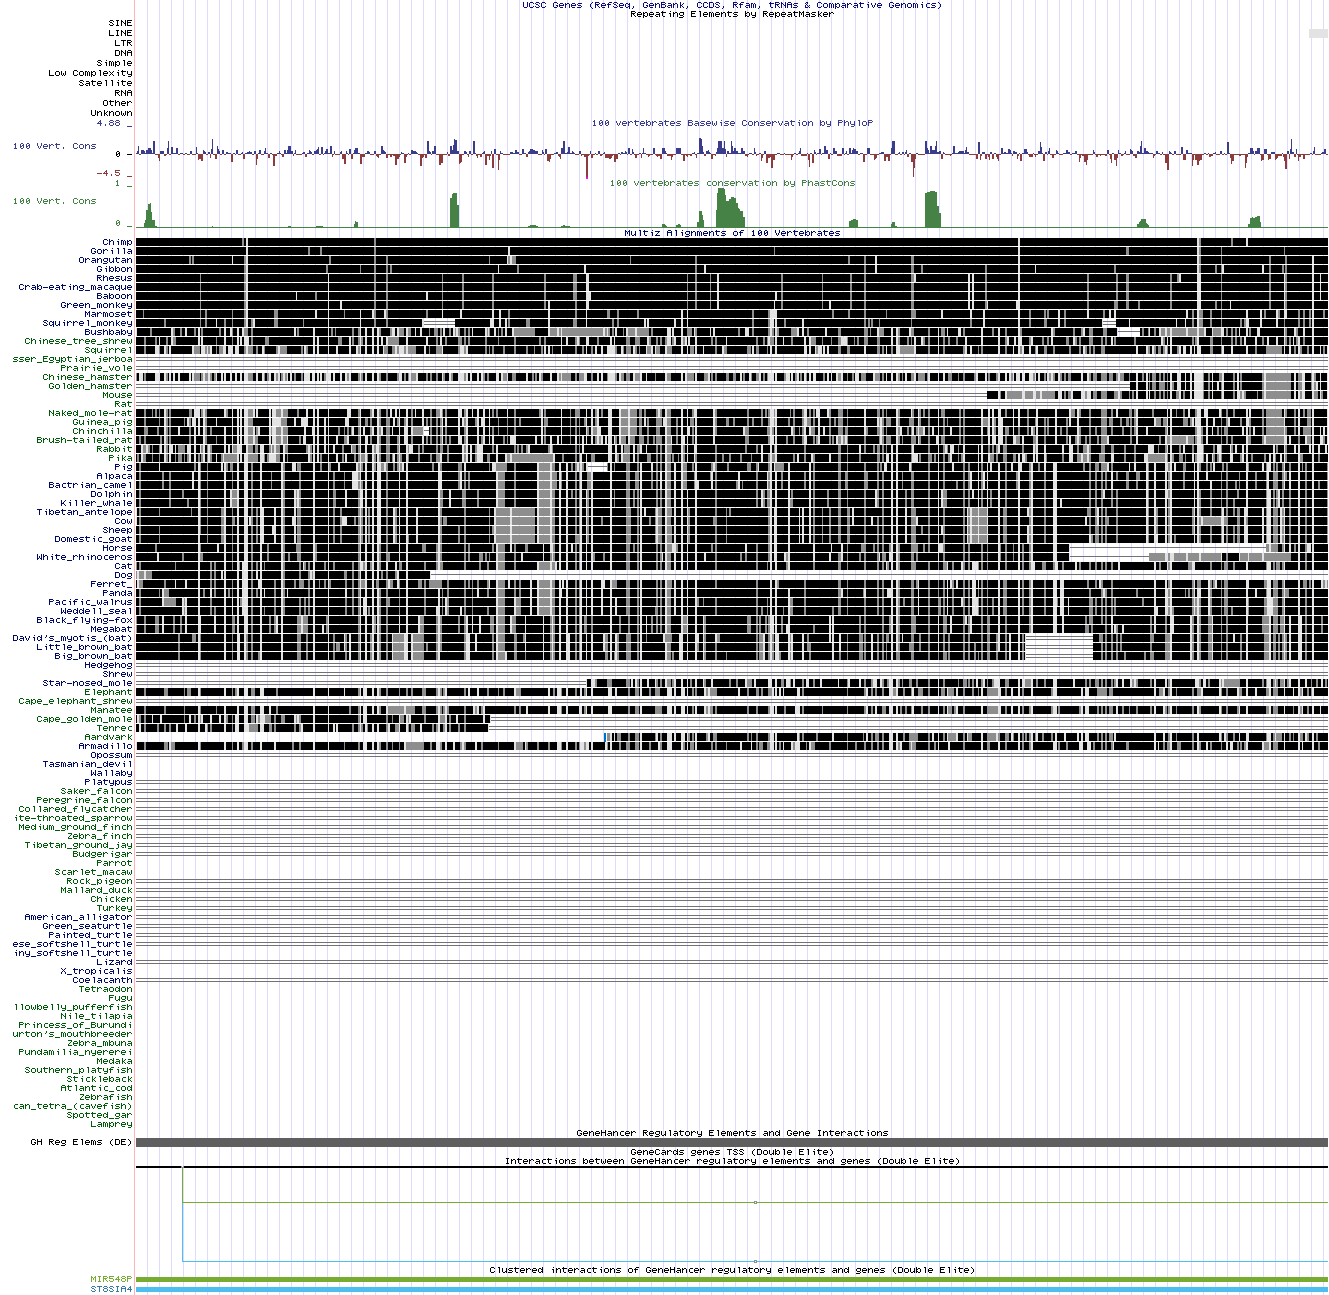 UCSC Genes (RefSeq, GenBank, CCDS, Rfam, tRNAs & Comparative Genomics)
Repeating Elements by RepeatMasker
SINE
LINE
LTR
DNA
Simple
Low Complexity
Satellite
RNA
Other
Unknown
4.88 _
100 vertebrates Basewise Conservation by PhyloP
100 Vert. Cons
0 _
-4.5 _
100 vertebrates conservation by PhastCons
1 _
100 Vert. Cons
0 _
Multiz Alignments of 100 Vertebrates
Chimp
Gorilla
Orangutan
Gibbon
Rhesus
Crab-eating_macaque
Baboon
Green_monkey
Marmoset
Squirrel_monkey
Bushbaby
Chinese_tree_shrew
Squirrel
sser_Egyptian_jerboa
Prairie_vole
Chinese_hamster
Golden_hamster
Mouse
Rat
Naked_mole-rat
Guinea_pig
Chinchilla
Brush-tailed_rat
Rabbit
Pika
Pig
Alpaca
Bactrian_camel
Dolphin
Killer_whale
Tibetan_antelope
Cow
Sheep
Domestic_goat
Horse
White_rhinoceros
Cat
Dog
Ferret_
Panda
Pacific_walrus
Weddell_seal
Black_flying-fox
Megabat
David's_myotis_(bat)
Little_brown_bat
Big_brown_bat
Hedgehog
Shrew
Star-nosed_mole
Elephant
Cape_elephant_shrew
Manatee
Cape_golden_mole
Tenrec
Aardvark
Armadillo
Opossum
Tasmanian_devil
Wallaby
Platypus
Saker_falcon
Peregrine_falcon
Collared_flycatcher
ite-throated_sparrow
Medium_ground_finch
Zebra_finch
Tibetan_ground_jay
Budgerigar
Parrot
Scarlet_macaw
Rock_pigeon
Mallard_duck
Chicken
Turkey
American_alligator
Green_seaturtle
Painted_turtle
ese_softshell_turtle
iny_softshell_turtle
Lizard
X_tropicalis
Coelacanth
Tetraodon
Fugu
llowbelly_pufferfish
Nile_tilapia
Princess_of_Burundi
urton's_mouthbreeder
Zebra_mbuna
Pundamilia_nyererei
Medaka
Southern_platyfish
Stickleback
Atlantic_cod
Zebrafish
can_tetra_(cavefish)
Spotted_gar
Lamprey
GeneHancer Regulatory Elements and Gene Interactions
GH Reg Elems (DE)
GeneCards genes TSS (Double Elite)
Interactions between GeneHancer regulatory elements and genes (Double Elite)
Clustered interactions of GeneHancer regulatory elements and genes (Double Elite)
MIR548P
ST8SIA4